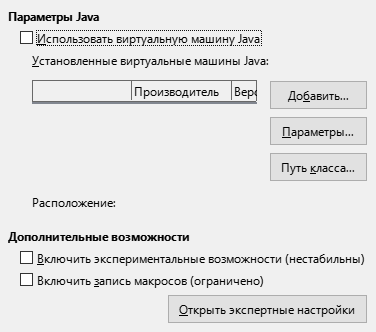 Параметры Java
Использовать виртуальную машину Java
Установленные виртуальные машины Java:
Производитель Верс
Добавить...
Параметры...
Путь класса...
Расположение:
Дополнительные возможности
Включить экспериментальные возможности (нестабильны)
Включить запись макросов (ограничено)
Открыть экспертные настройки